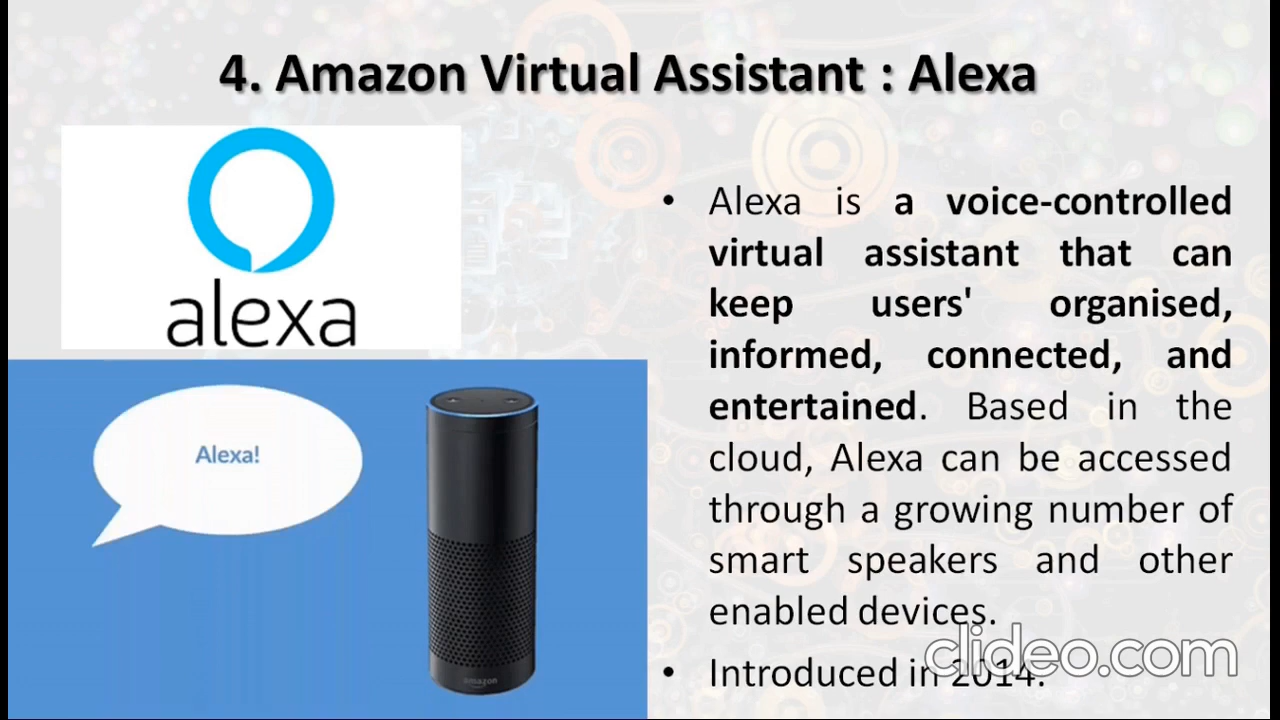 4. Amazon Virtual Assistant : Alexa
alexa
Alexa!
amazon
• Alexa is a voice-controlled
virtual assistant that can
keep users' organised,
informed, connected, and
entertained. Based in the
cloud, Alexa can be accessed
through a growing number of
smart speakers and other
enabled devices.
• Introduced in 2014.
clideo.com